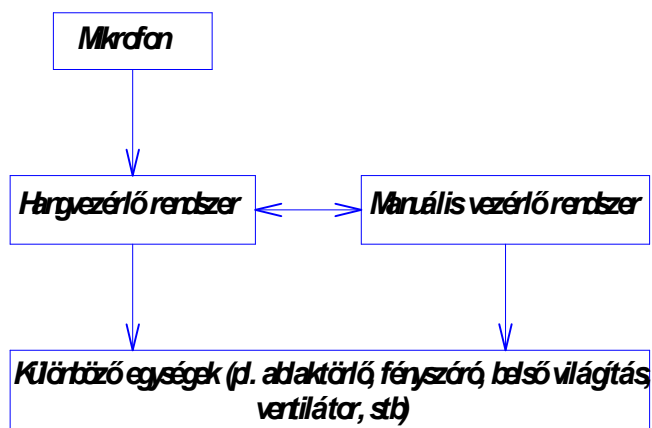 Mikrofon
Hangvezérlő rendszer
Manuális vezérlő rendszer
Különböző egységek (pl. ablaktörlő, fényszóró, belső világítás,
ventilátor, stb)